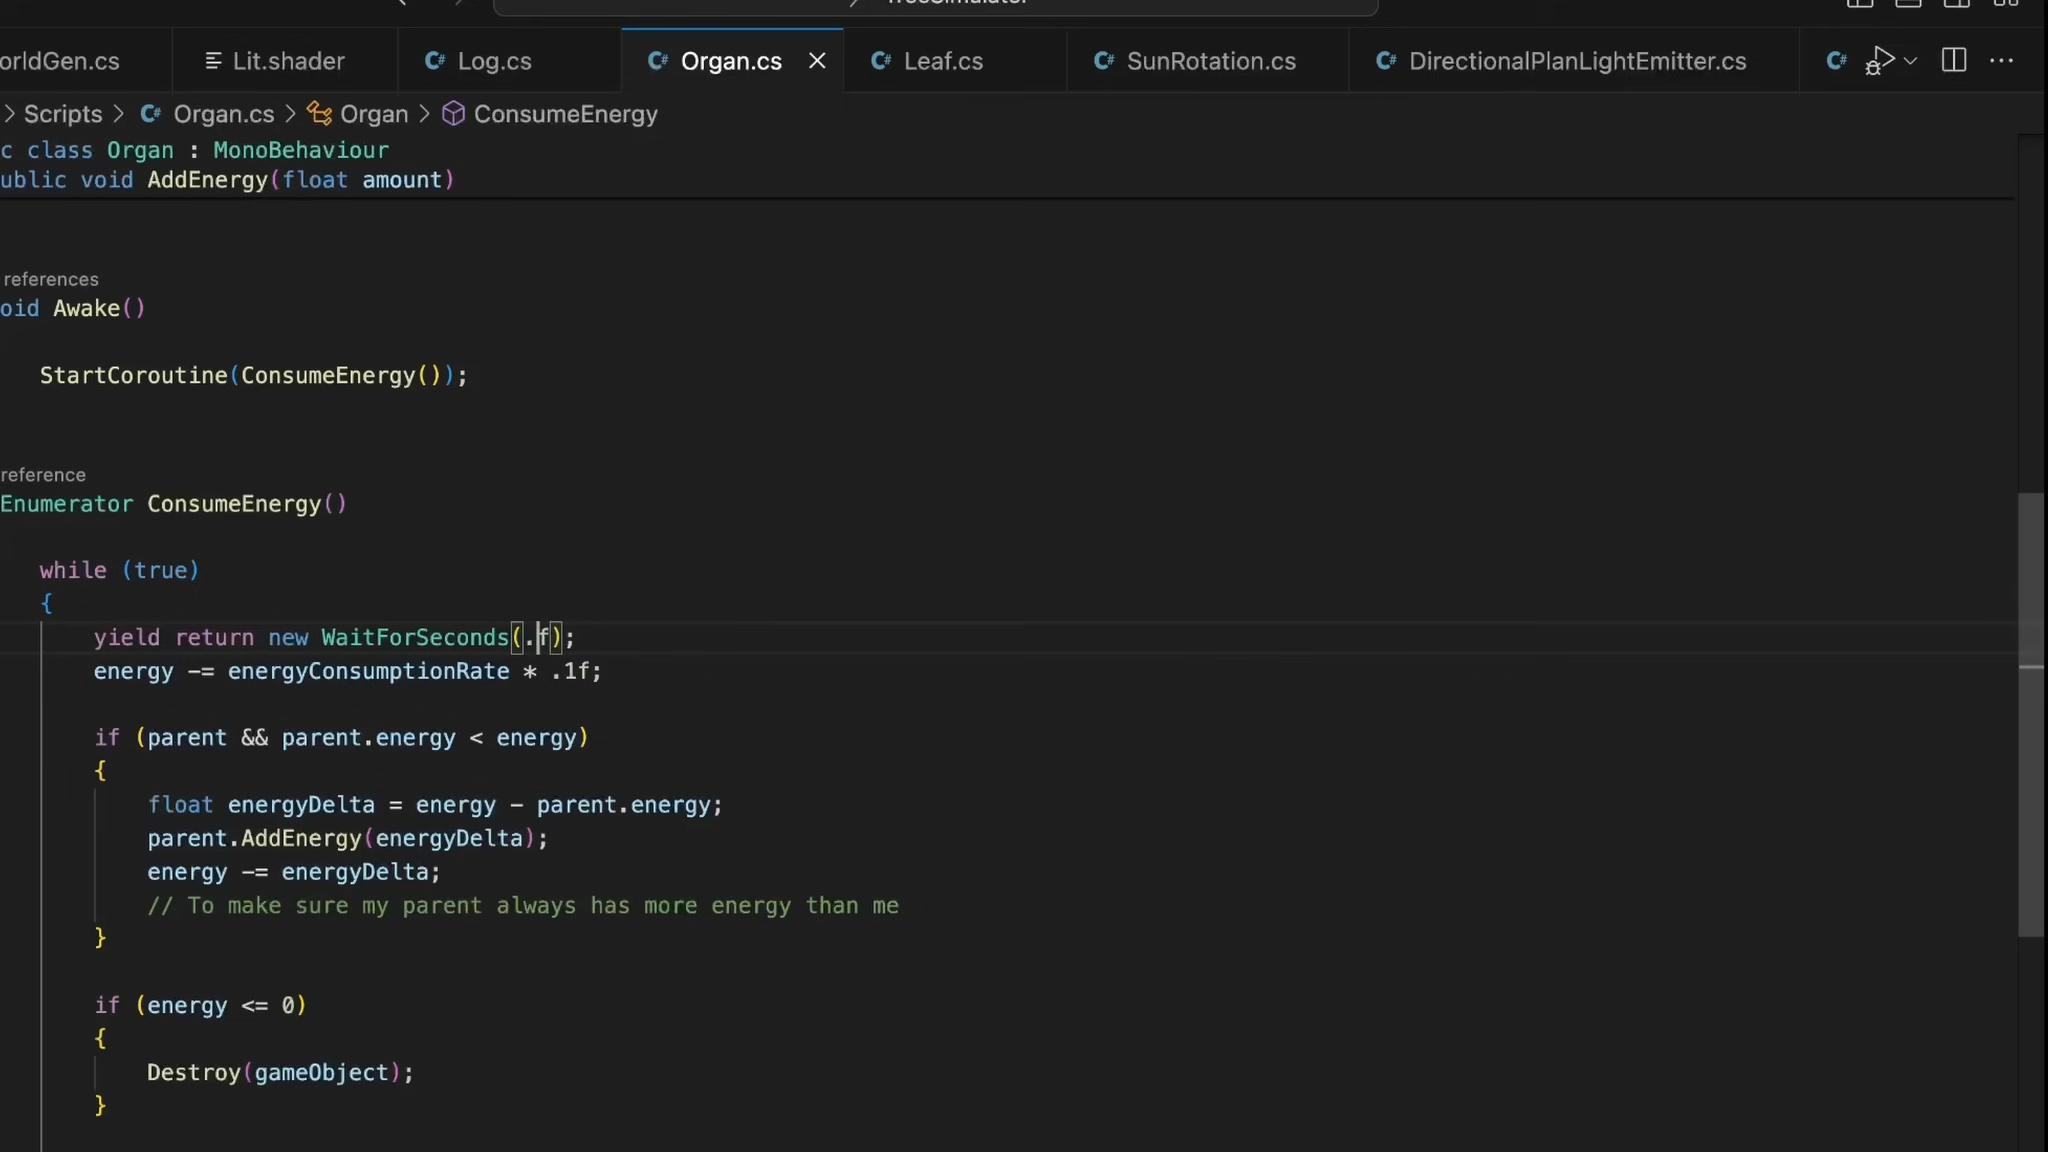 orldGen.cs Lit.shader C# Log.cs C# Organ.cs C# Leaf.cs C# SunRotation.cs C# DirectionalPlanLightEmitter.cs C#
Scripts > C# Organ.cs > Organ > ConsumeEnergy
c class Organ : MonoBehaviour
ublic void AddEnergy(float amount)
references
oid Awake()
StartCoroutine(ConsumeEnergy());
reference
Enumerator ConsumeEnergy()
while (true)
{
yield return new WaitForSeconds(.f);
energy -= energyConsumptionRate * .1f;
if (parent && parent.energy < energy)
{
float energyDelta = energy - parent.energy;
parent.AddEnergy(energyDelta);
energy -= energyDelta;
// To make sure my parent always has more energy than me
}
if (energy <= 0)
{
Destroy(gameObject);
}